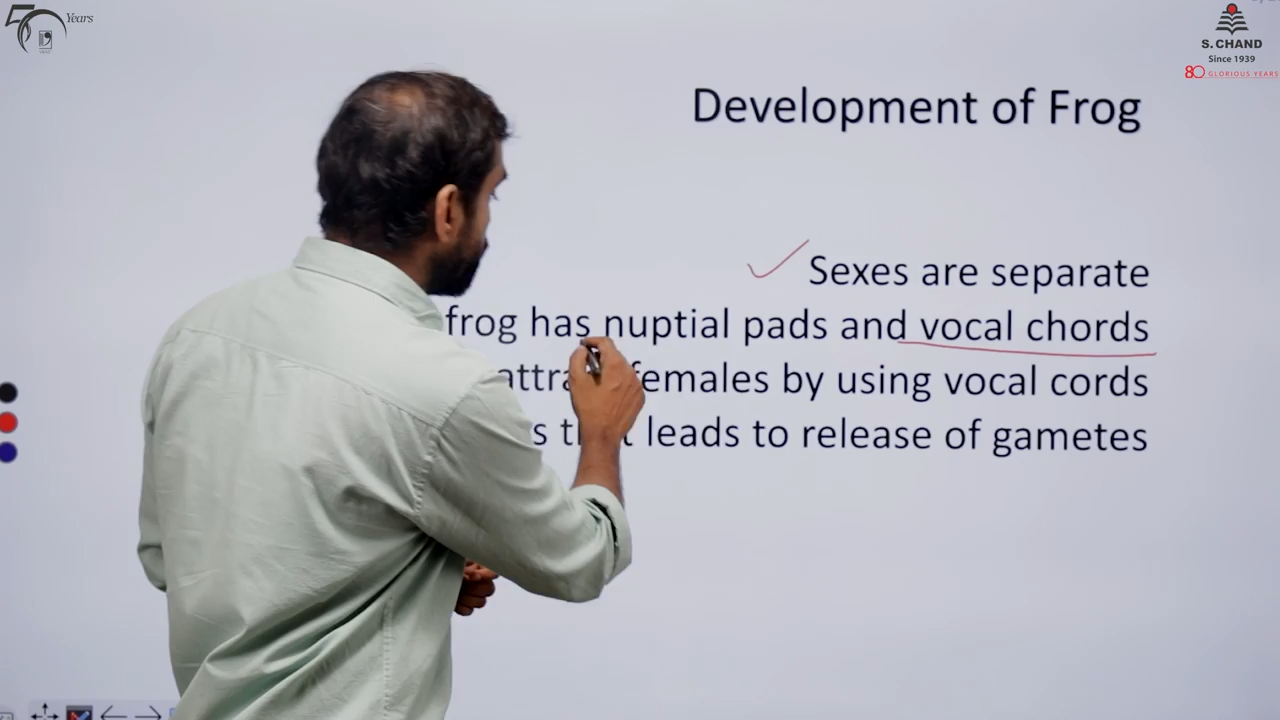 50 Years
S. CHAND
Since 1939
80 GLORIOUS YEARS
Development of Frog
Sexes are separate
frog has nuptial pads and vocal chords
females by using vocal cords
leads to release of gametes